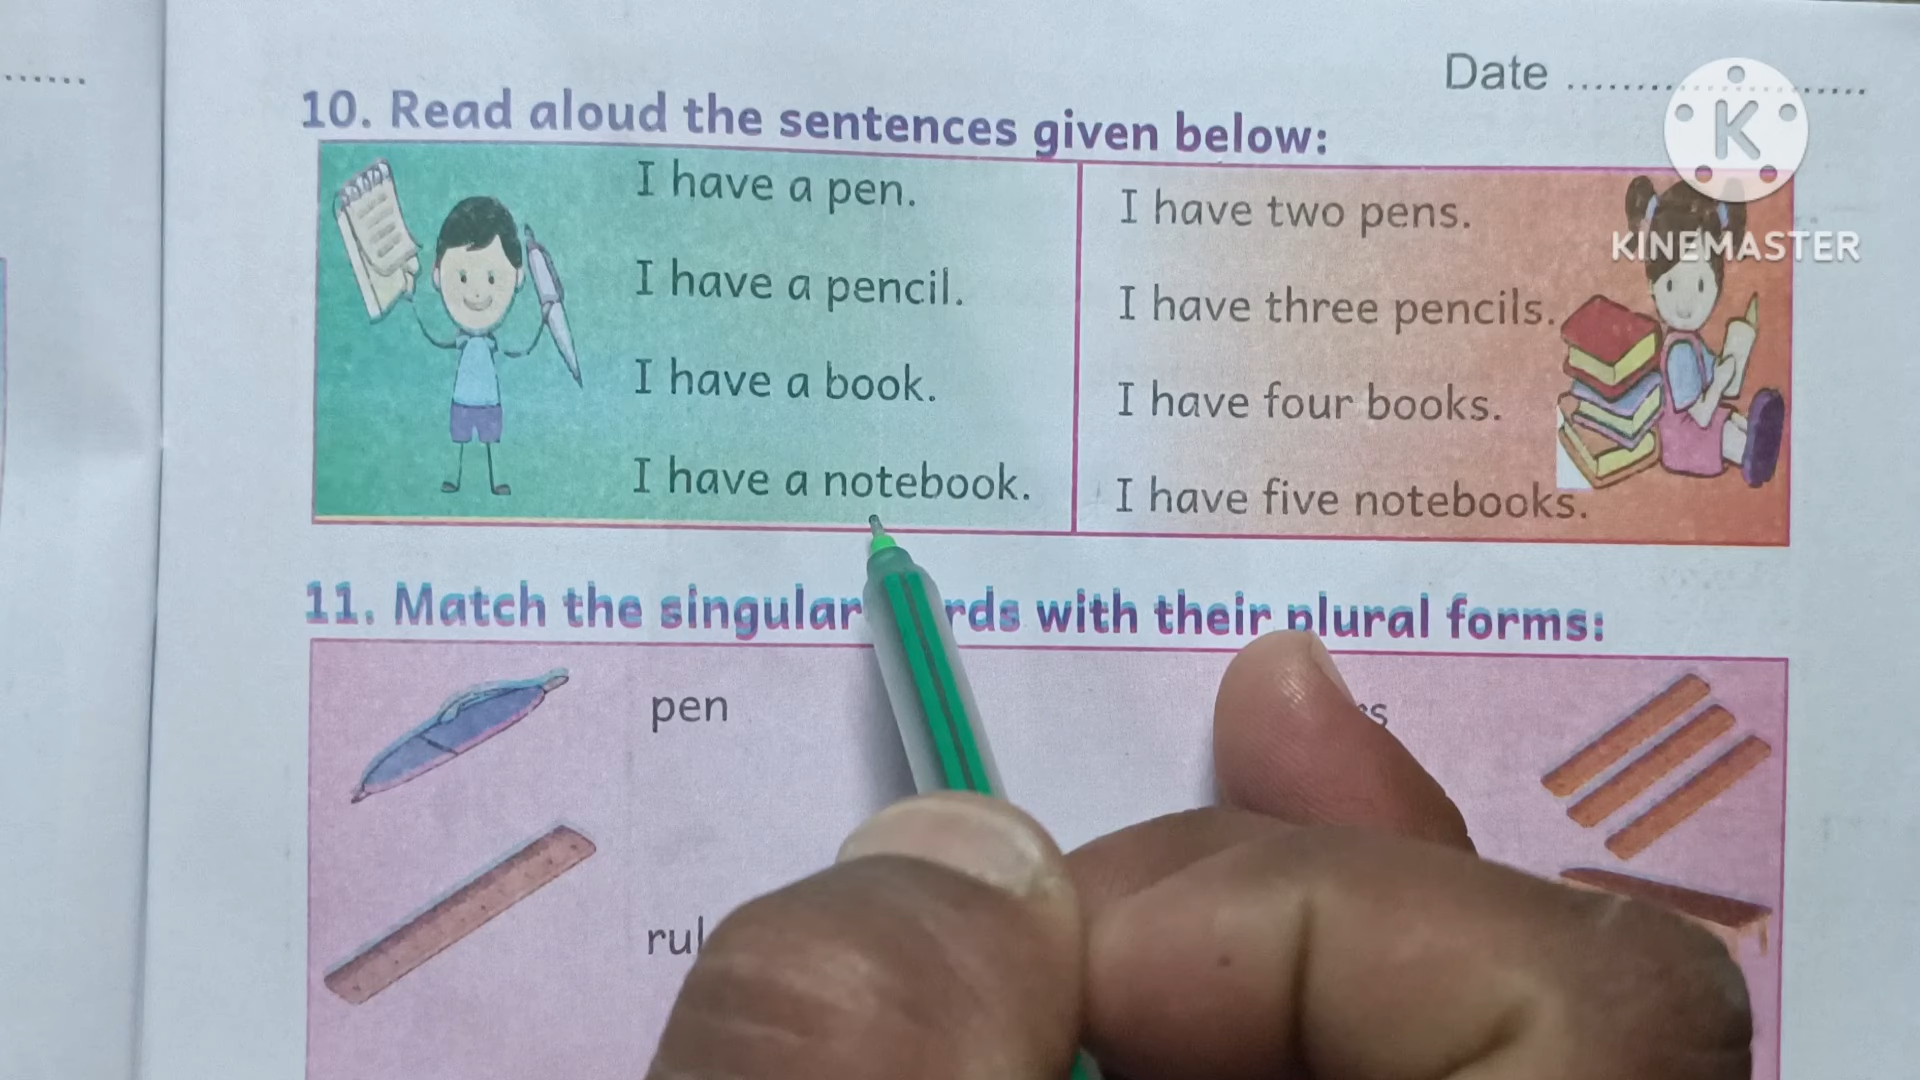 Date ........................
10. Read aloud the sentences given below:
I have a pen.
I have a pencil.
I have a book.
I have a notebook.
I have two pens.
I have three pencils.
I have four books.
I have five notebooks.
K
KINEMASTER
11. Match the singular with their plural forms:
pen